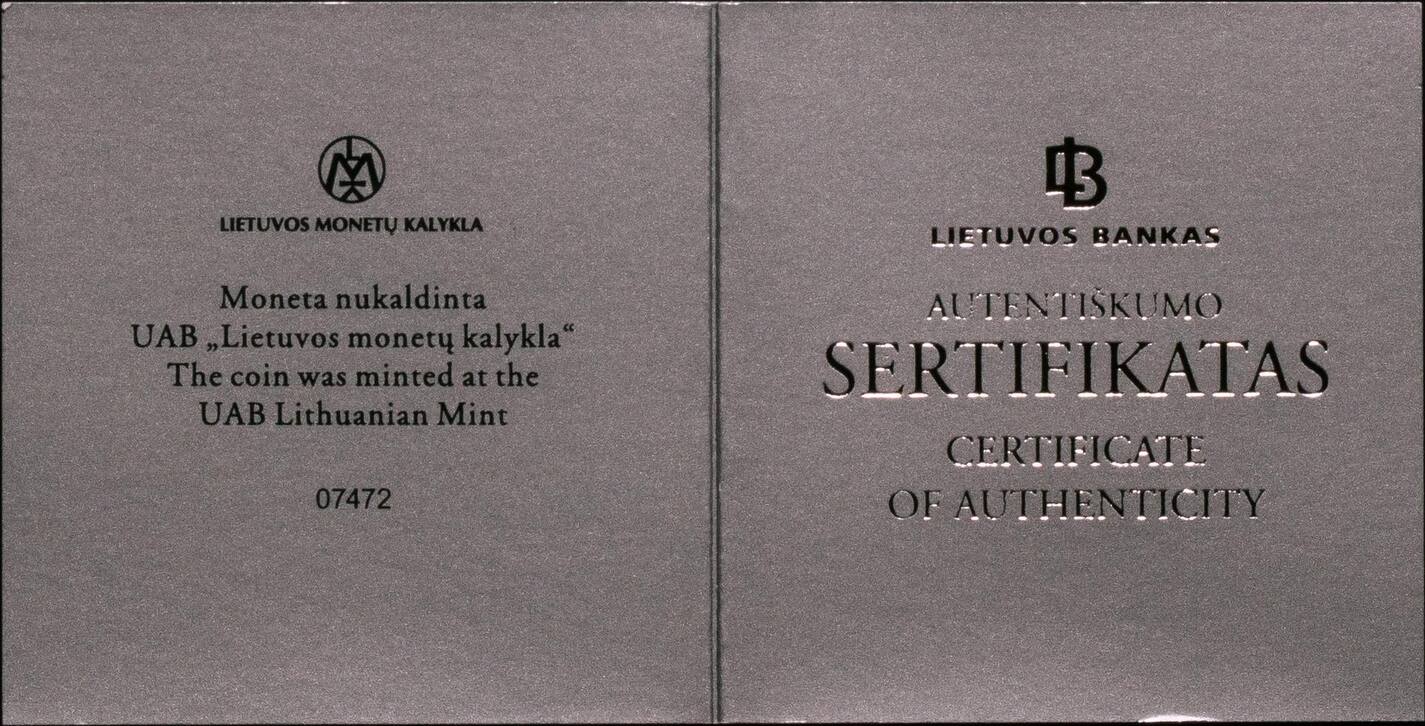 LIETUVOS MONETŲ KALYKLA
Moneta nukaldinta
UAB „Lietuvos monetų kalykla“
The coin was minted at the
UAB Lithuanian Mint
07472
LIETUVOS BANKAS
AUTENTIŠKUMO
SERTIFIKATAS
CERTIFICATE
OF AUTHENTICITY